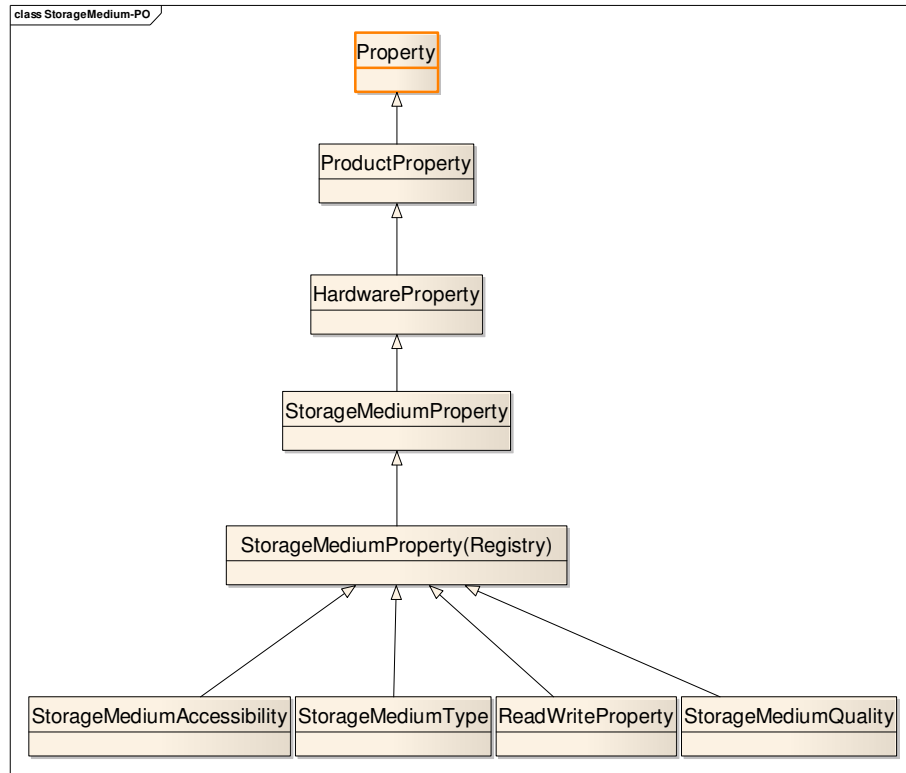 class StorageMedium-PO
Property
ProductProperty
HardwareProperty
StorageMediumProperty
StorageMediumProperty(Registry)
StorageMediumAccessibility
StorageMediumType
ReadWriteProperty
StorageMediumQuality